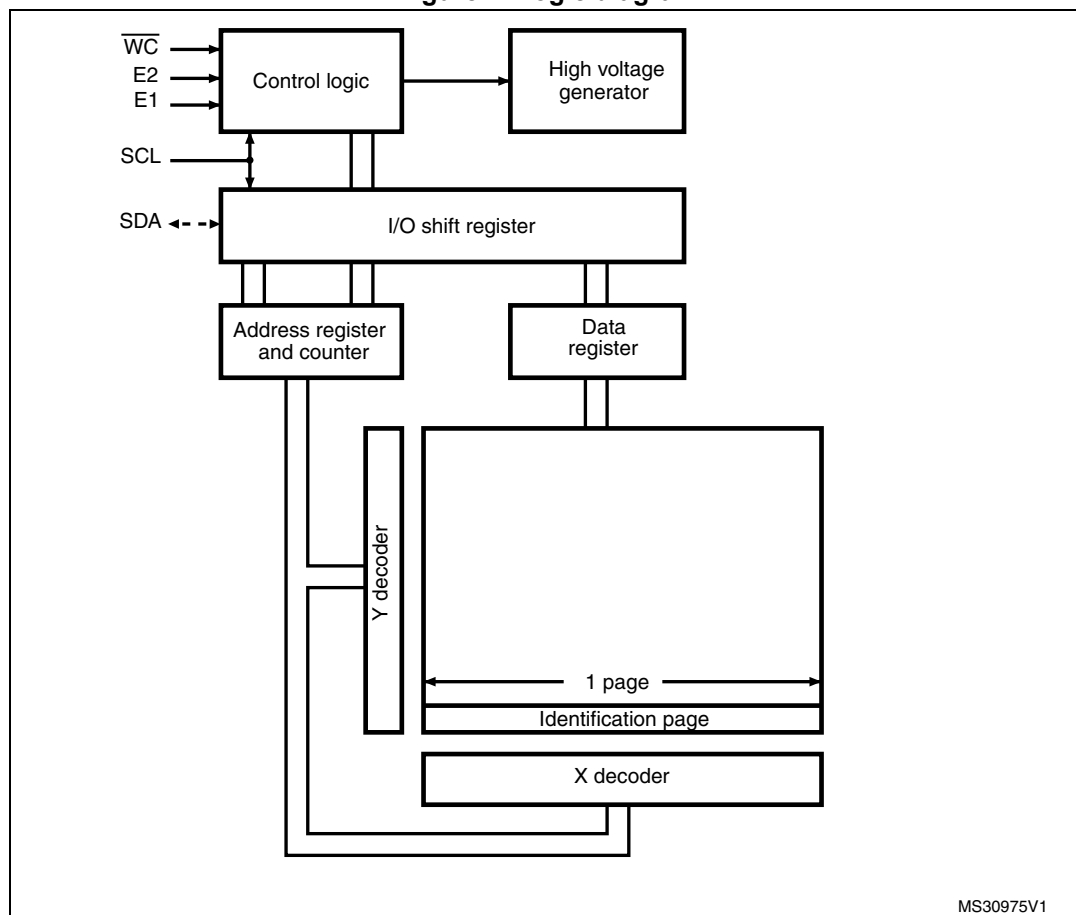 W̅C̅
E2
E1
SCL
SDA
Control logic
High voltage
generator
I/O shift register
Address register
and counter
Data
register
Y decoder
1 page
Identification page
X decoder
MS30975V1